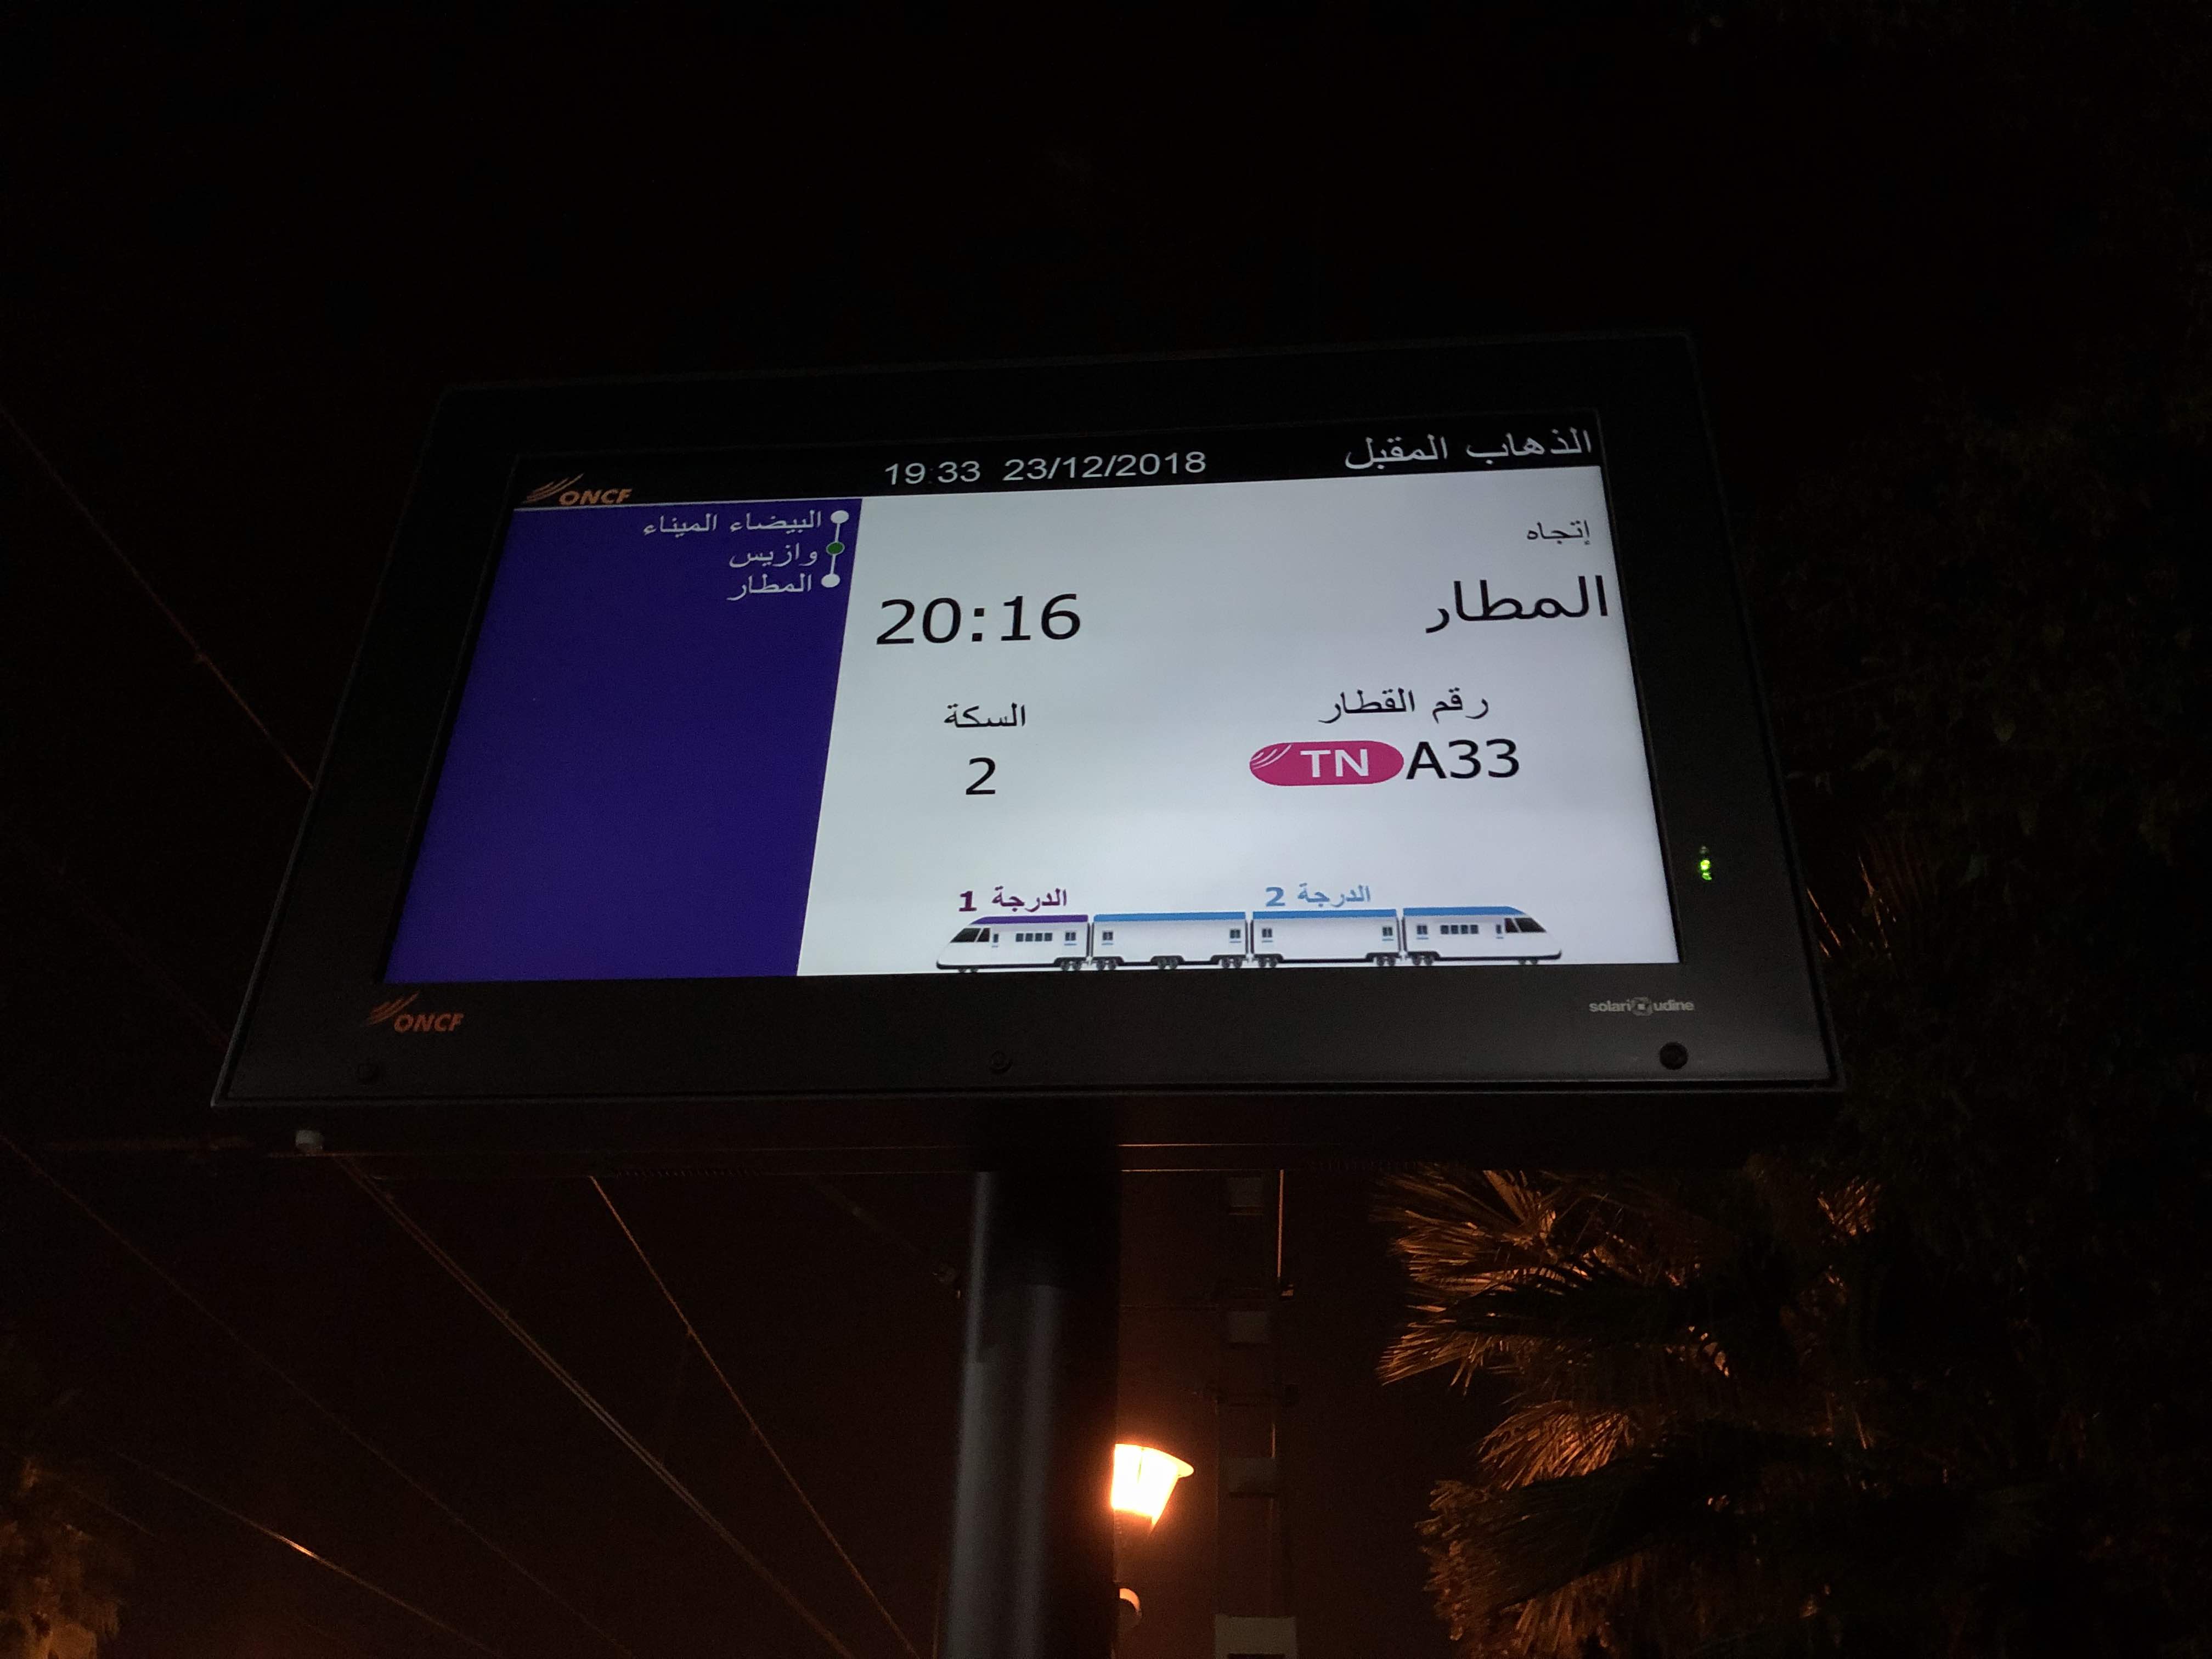 الذهاب المقبل
19:33 23/12/2018
ONCF
إتجاه
المطار
20:16
رقم القطار
TN A33
السكة
2
الدرجة 2
الدرجة 1
البيضاء الميناء
وازيس
المطار
ONCF
solari udine